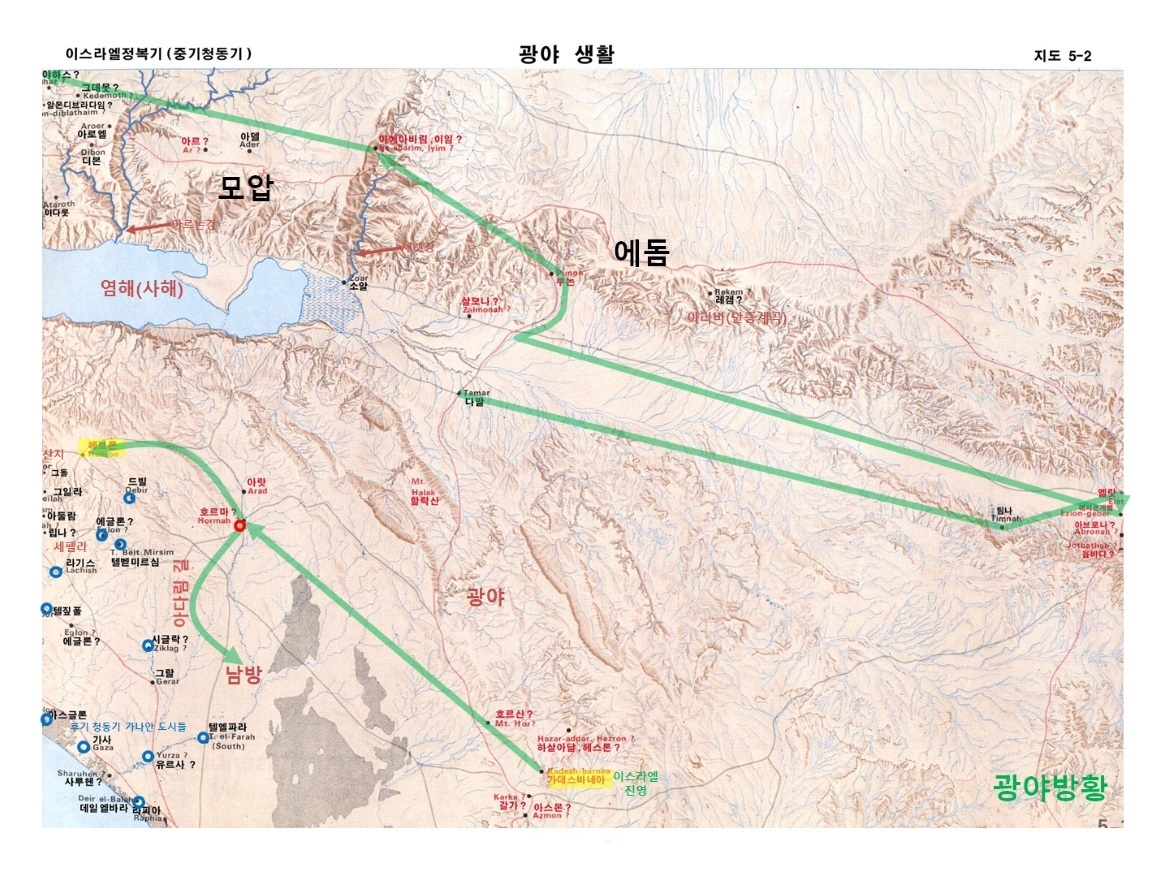 이스라엘정복기(중기청동기)
광야 생활
지도 5-2
야하스?
그데못?
Kedemoth?
알몬디브라다임?
n-diblathaim?
Aroer
아로엘
Dibon
디본
Ataroth
아다롯
아르?
Ar?
아델
Ader
모압
이예아바림,이임?
Iye-abarim, Iyim?
아르논강
세렛강
에돔
염해(사해)
Zoar
소알
Punon
부논
살모나?
Zalmonah?
Rekem?
레겜?
아라바(단층계곡)
Tamar
다말
헤브론
Hebron
산지
그돌
그일라
eilah
아둘람
립나?
세펠라
드빌
Debir
에글론?
Eglon?
T. Beit Mirsim
텔벧미르심
라기스
Lachish
아랏
Arad
호르마?
Hormah
Mt.
Halak
할락산
엘랏
Elat
에시온게벨
Ezion-geber
아브로나?
Abronah?
Jotbathah?
욥바다?
팀나
Timnah
텔짚폴
Eglon?
에글론?
아다림 길
광야
시글락?
Ziklag?
그랄
Gerar
남방
아스글론
후기 청동기 가나안 도시들
가사
Gaza
텔엘파라
T. el-Farah
(South)
Yurza?
유르사 ?
Sharuhen?
사루헨?
Deir el-Balah
데일엘바라
라피아
Raphia
호르산?
Mt. Hor?
Hazar-addar, Hezron?
하살아달,헤스론?
Kadesh-barnea
가데스바네아
이스라엘
진영
Karka?
갈가?
아스몬?
Azmon?
광야방황